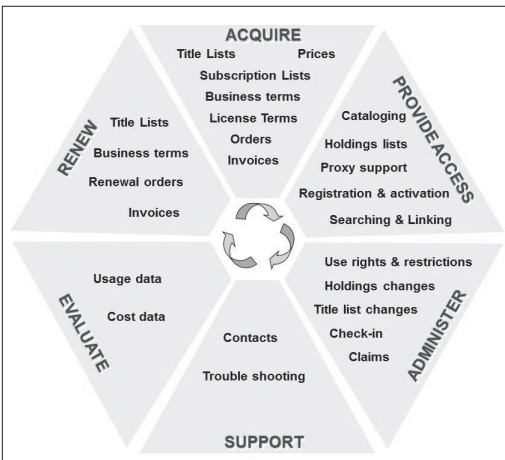 ACQUIRE
Title Lists Prices
Subscription Lists
Business terms
License Terms
Orders
Invoices
PROVIDE ACCESS
Cataloging
Holdings lists
Proxy support
Registration & activation
Searching & Linking
ADMINISTER
Use rights & restrictions
Holdings changes
Title list changes
Check-in
Claims
SUPPORT
Contacts
Trouble shooting
EVALUATE
Usage data
Cost data
RENEW
Title Lists
Business terms
Renewal orders
Invoices